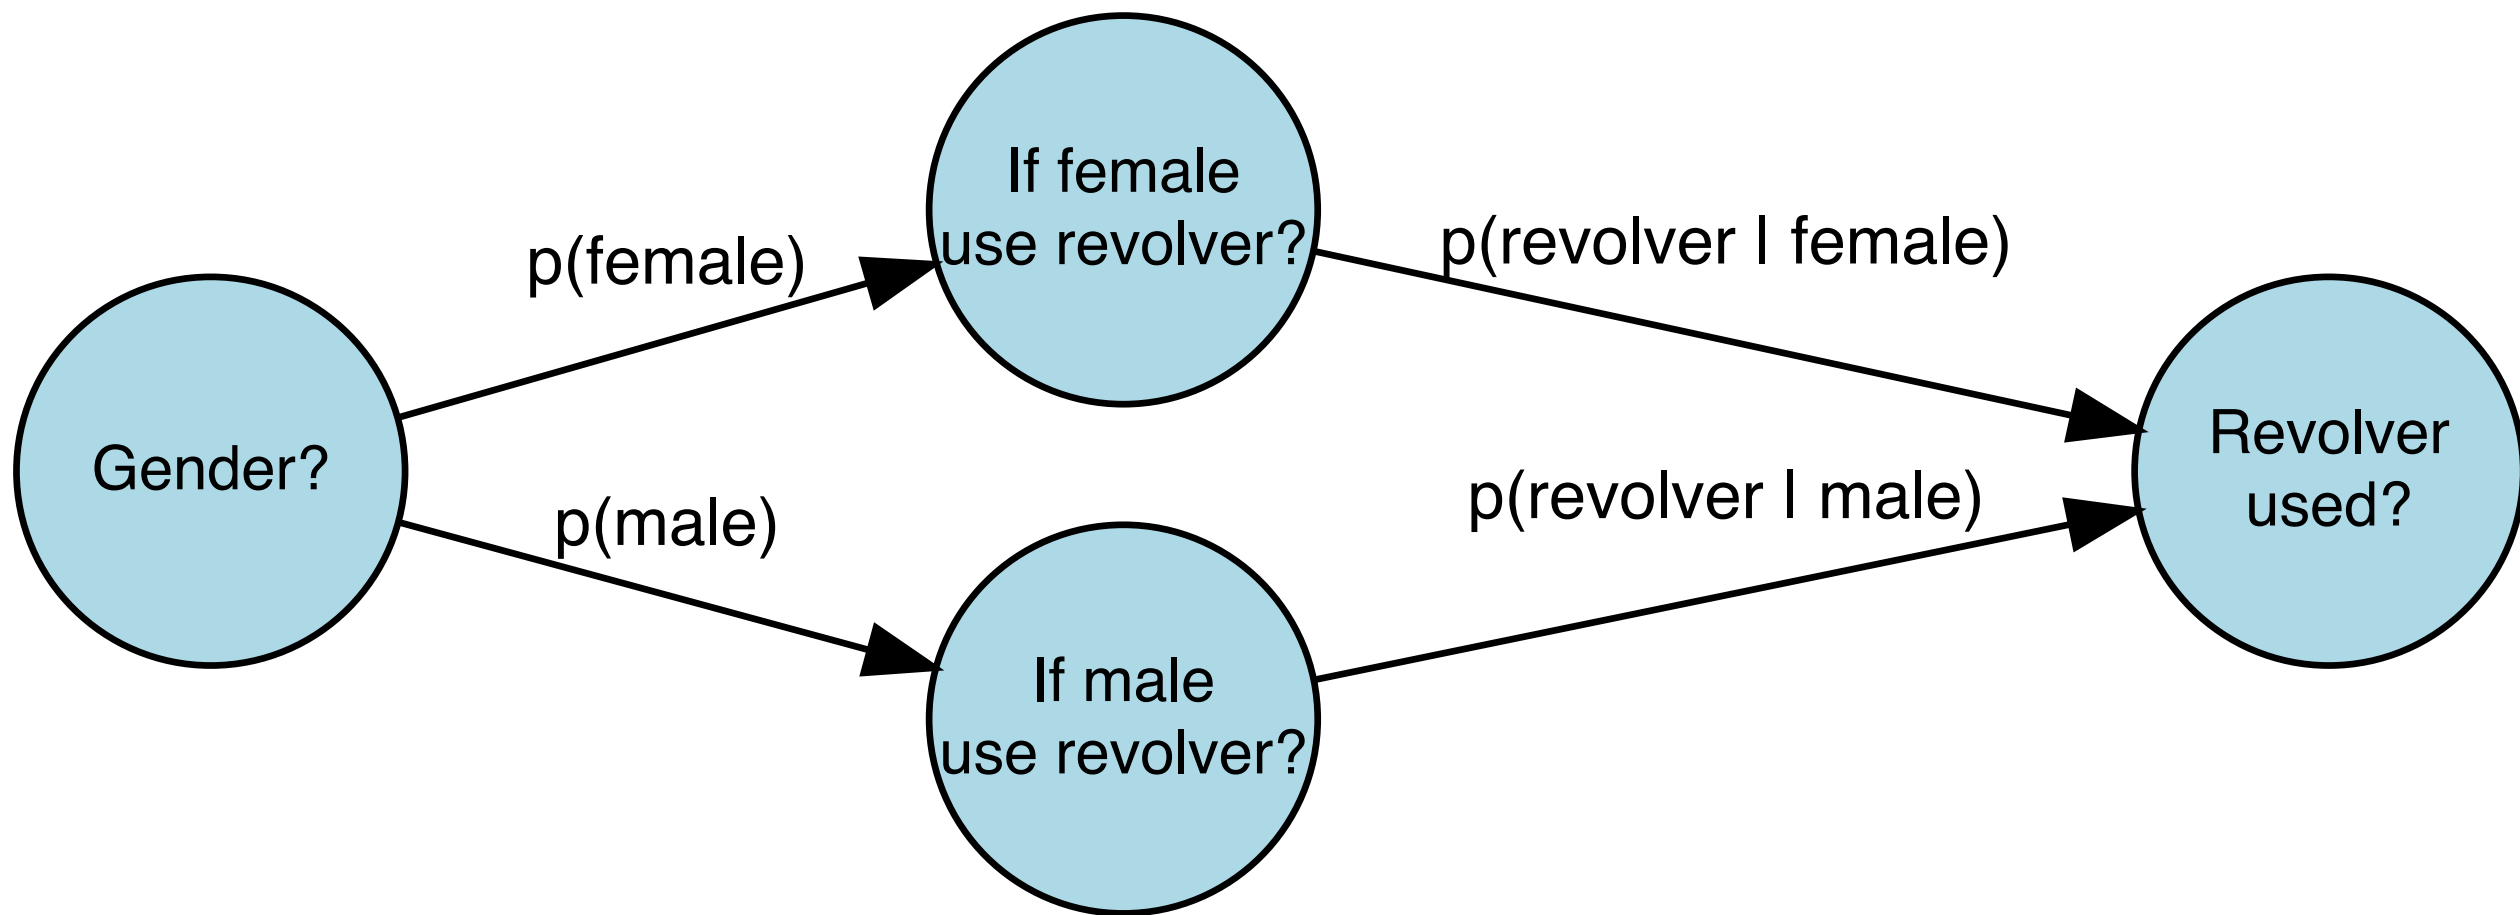 Gender?
p(female)
p(male)
If female
use revolver?
If male
use revolver?
p(revolver I female)
p(revolver I male)
Revolver
used?